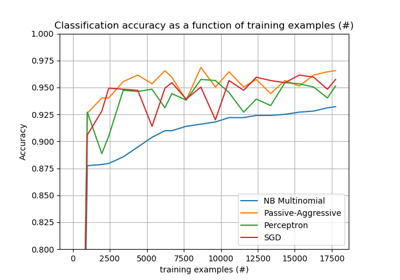 Classification accuracy as a function of training examples (#)
1.000
0.975
0.950
0.925
0.900
0.875
0.850
0.825
0.800
Accuracy
NB Multinomial
Passive-Aggressive
Perceptron
SGD
0 2500 5000 7500 10000 12500 15000 17500
training examples (#)